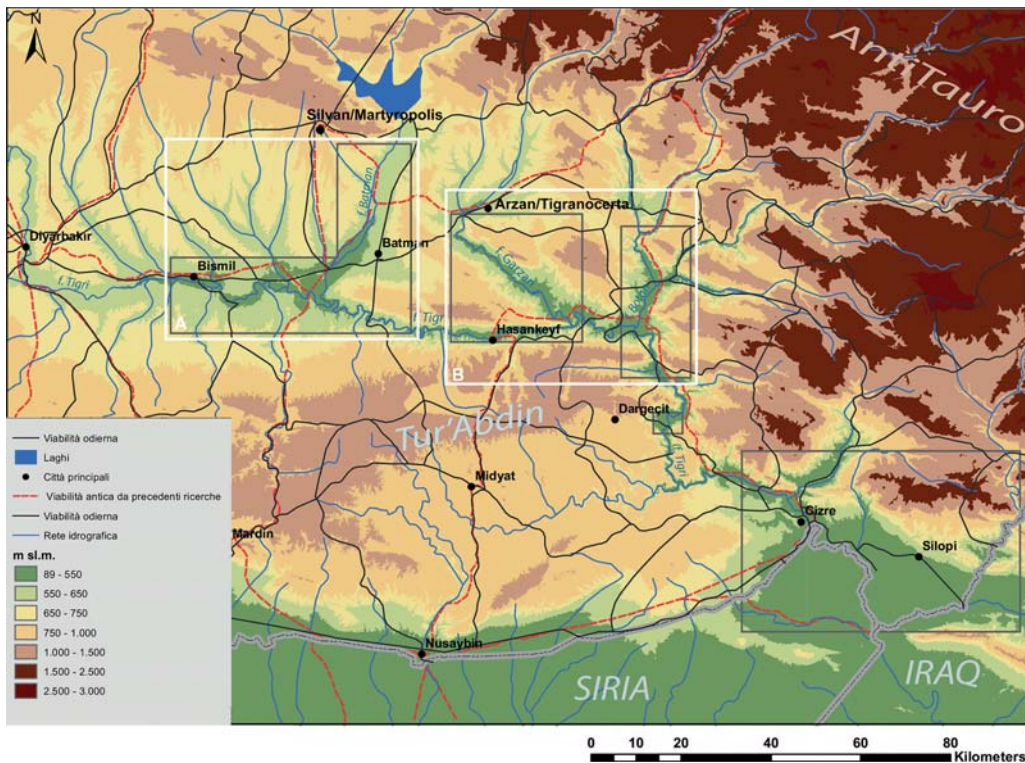 N
Anti Tauro
Silvan/Martyropolis
f. Batman
Arzan/Tigranocerta
Diyarbakır
Batman
Bismil
f. Garzan
f. Tigri
f. Tigri
A
Hasankeyf
B
Dargeçit
Tur'Abdin
f. Tigri
Midyat
Mardin
Cizre
Silopi
Nusaybin
SIRIA
IRAQ
Viabilità odierna
Laghi
Città principali
Viabilità antica da precedenti ricerche
Viabilità odierna
Rete idrografica
m sl.m.
89 - 550
550 - 650
650 - 750
750 - 1.000
1.000 - 1.500
1.500 - 2.500
2.500 - 3.000
0 10 20 40 60 80
Kilometers